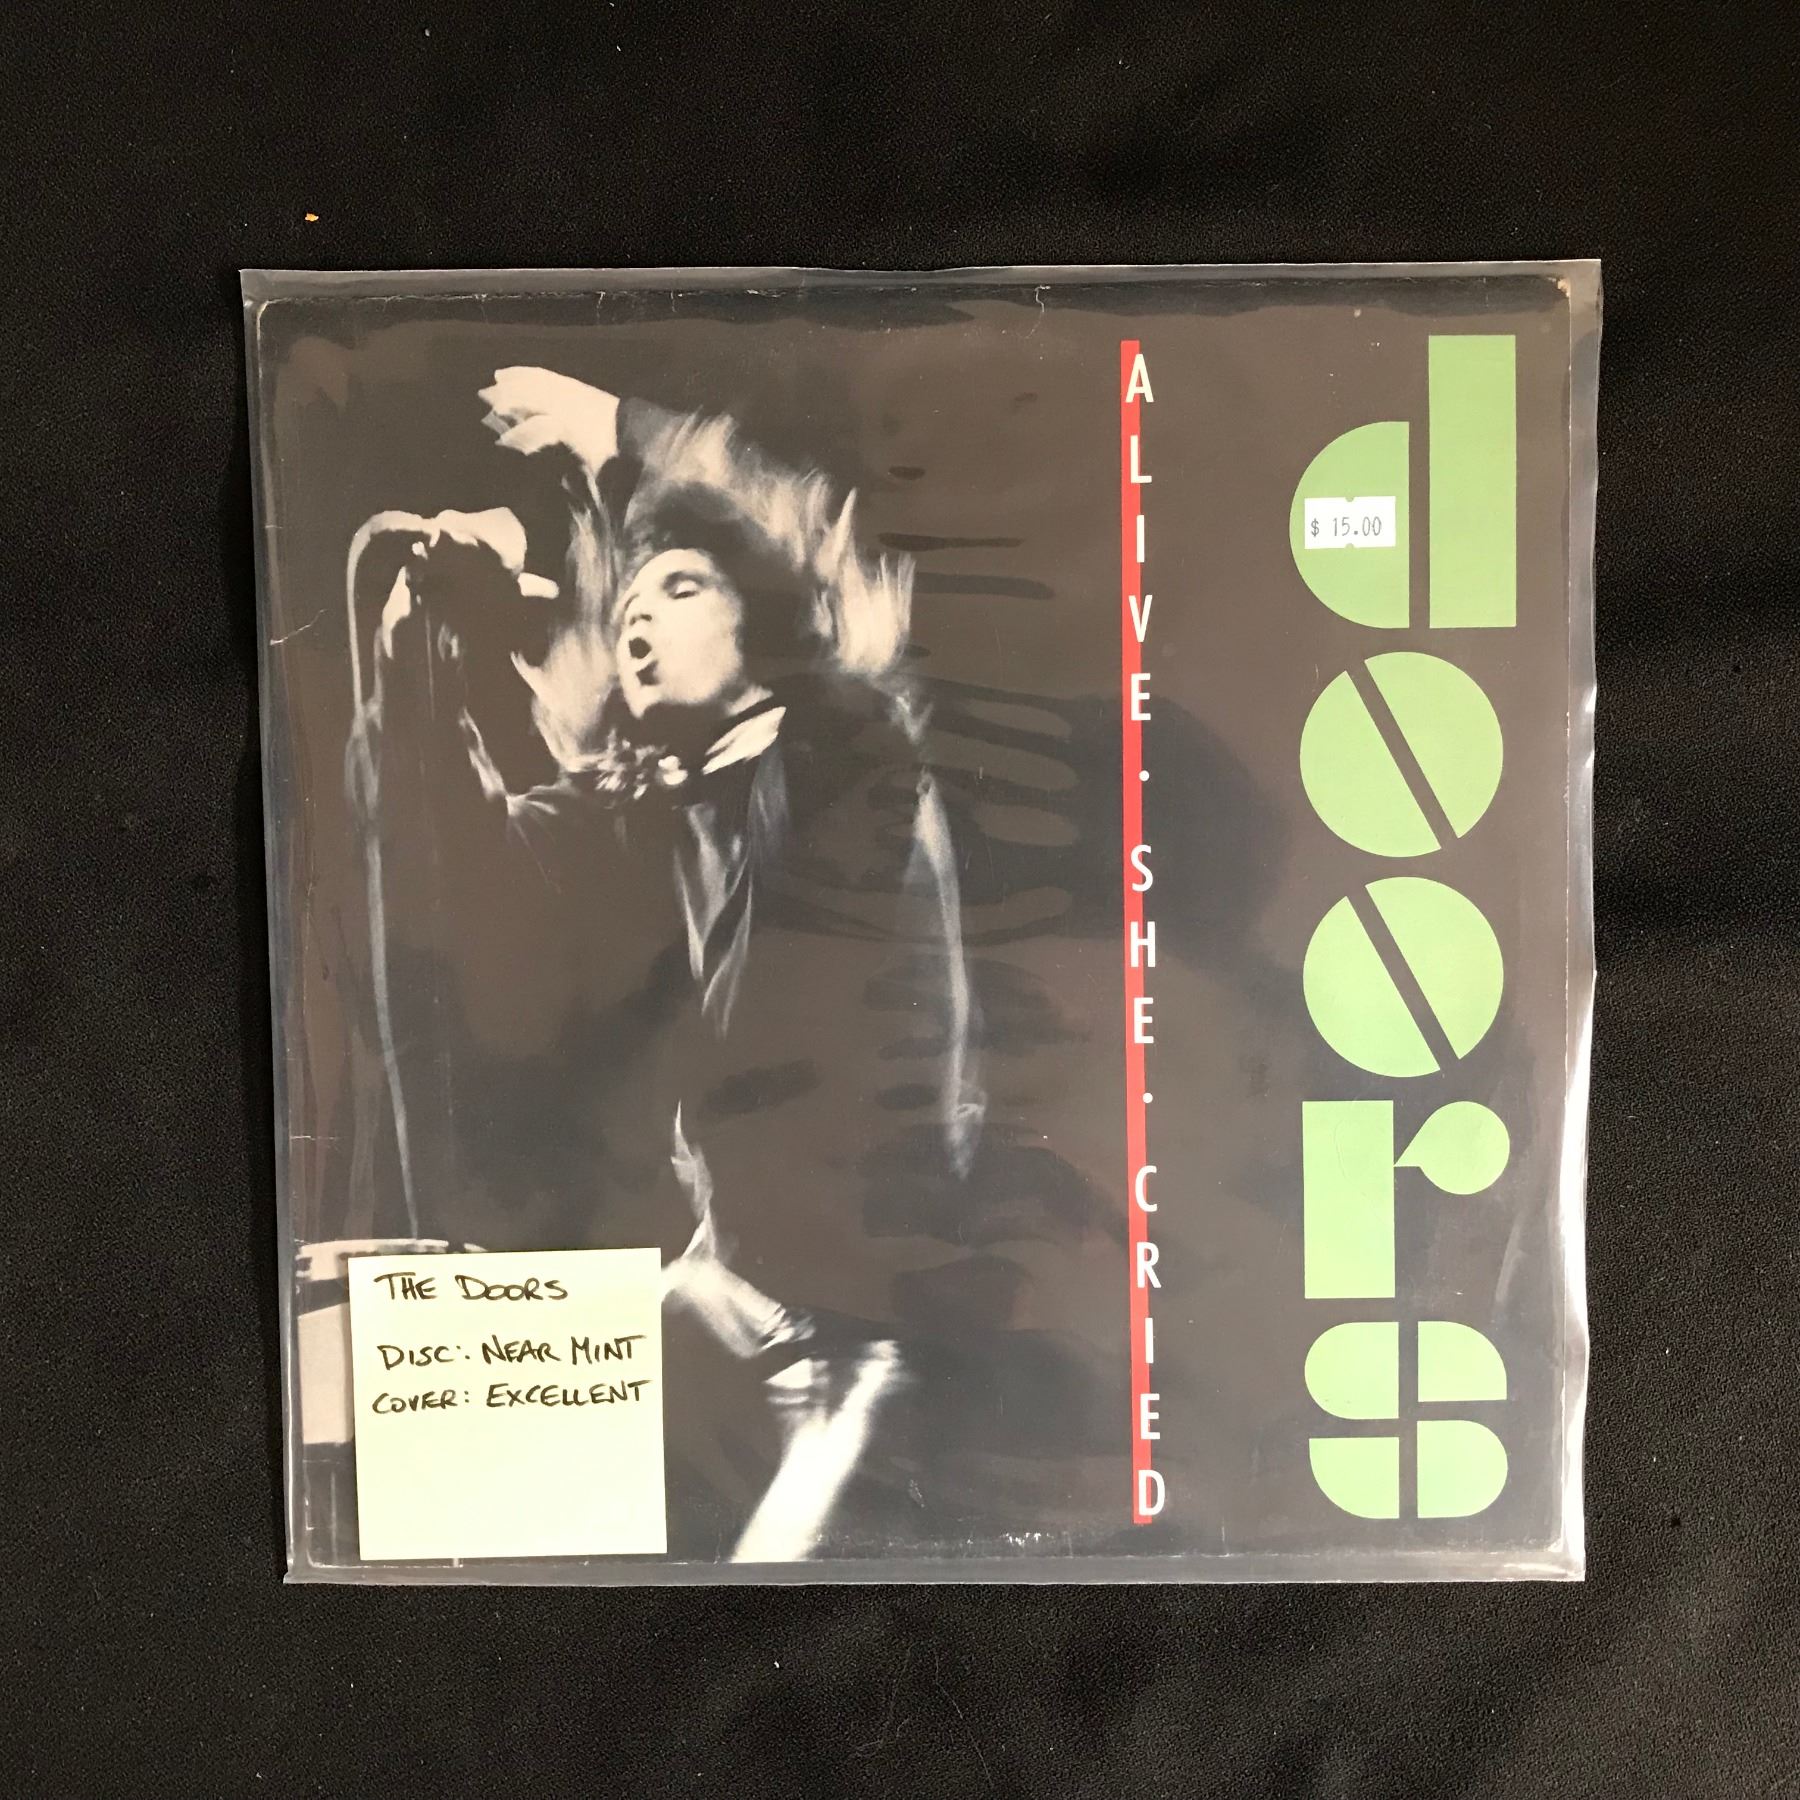 ALIVE·SHE·CRIED
doors
$ 15.00
THE DOORS
DISC: NEAR MINT
COVER: EXCELLENT